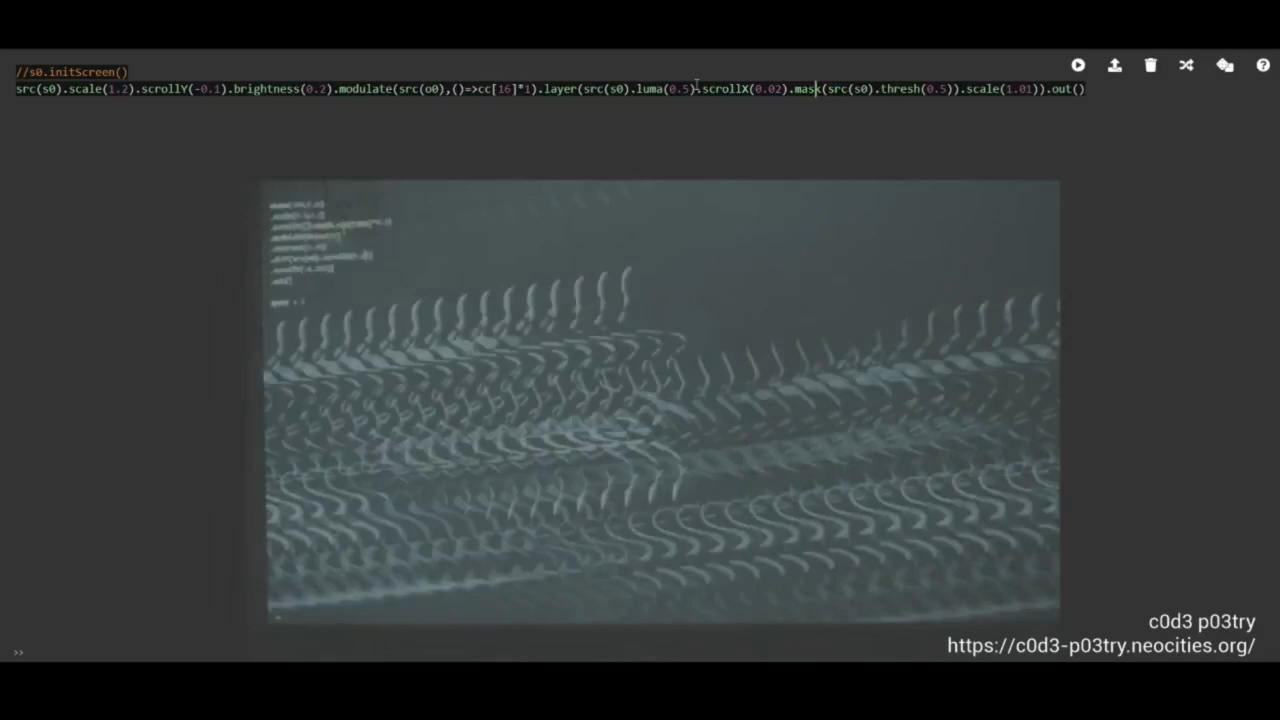 //s0.initScreen()
src(s0).scale(1.2).scrollY(-0.1).brightness(0.2).modulate(src(o0),()=>cc[16]*1).layer(src(s0).luma(0.5).scrollX(0.02).mask(src(s0).thresh(0.5)).scale(1.01)).out()
c0d3 p03try
https://c0d3-p03try.neocities.org/
>>